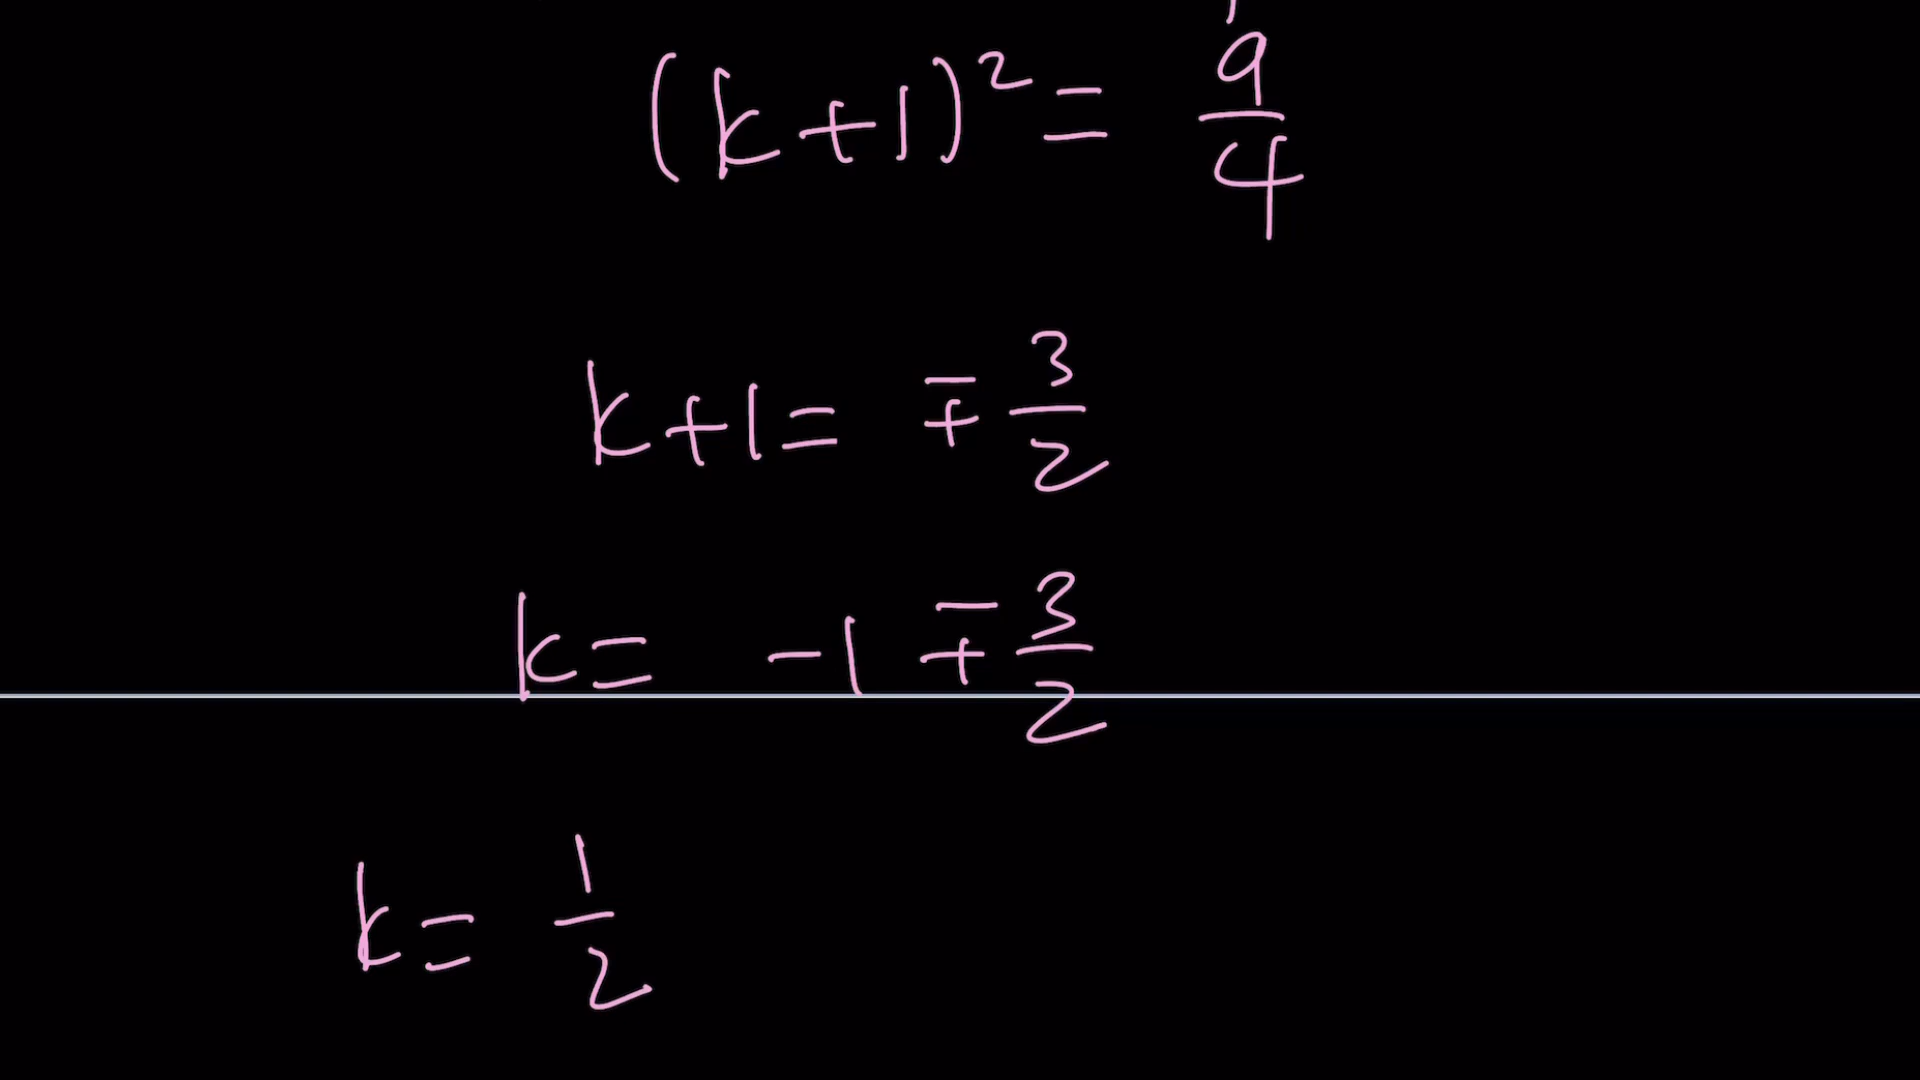 (k+1)² = 9/4
k+1 = ∓ 3/2
k = -1 ∓ 3/2
k = 1/2